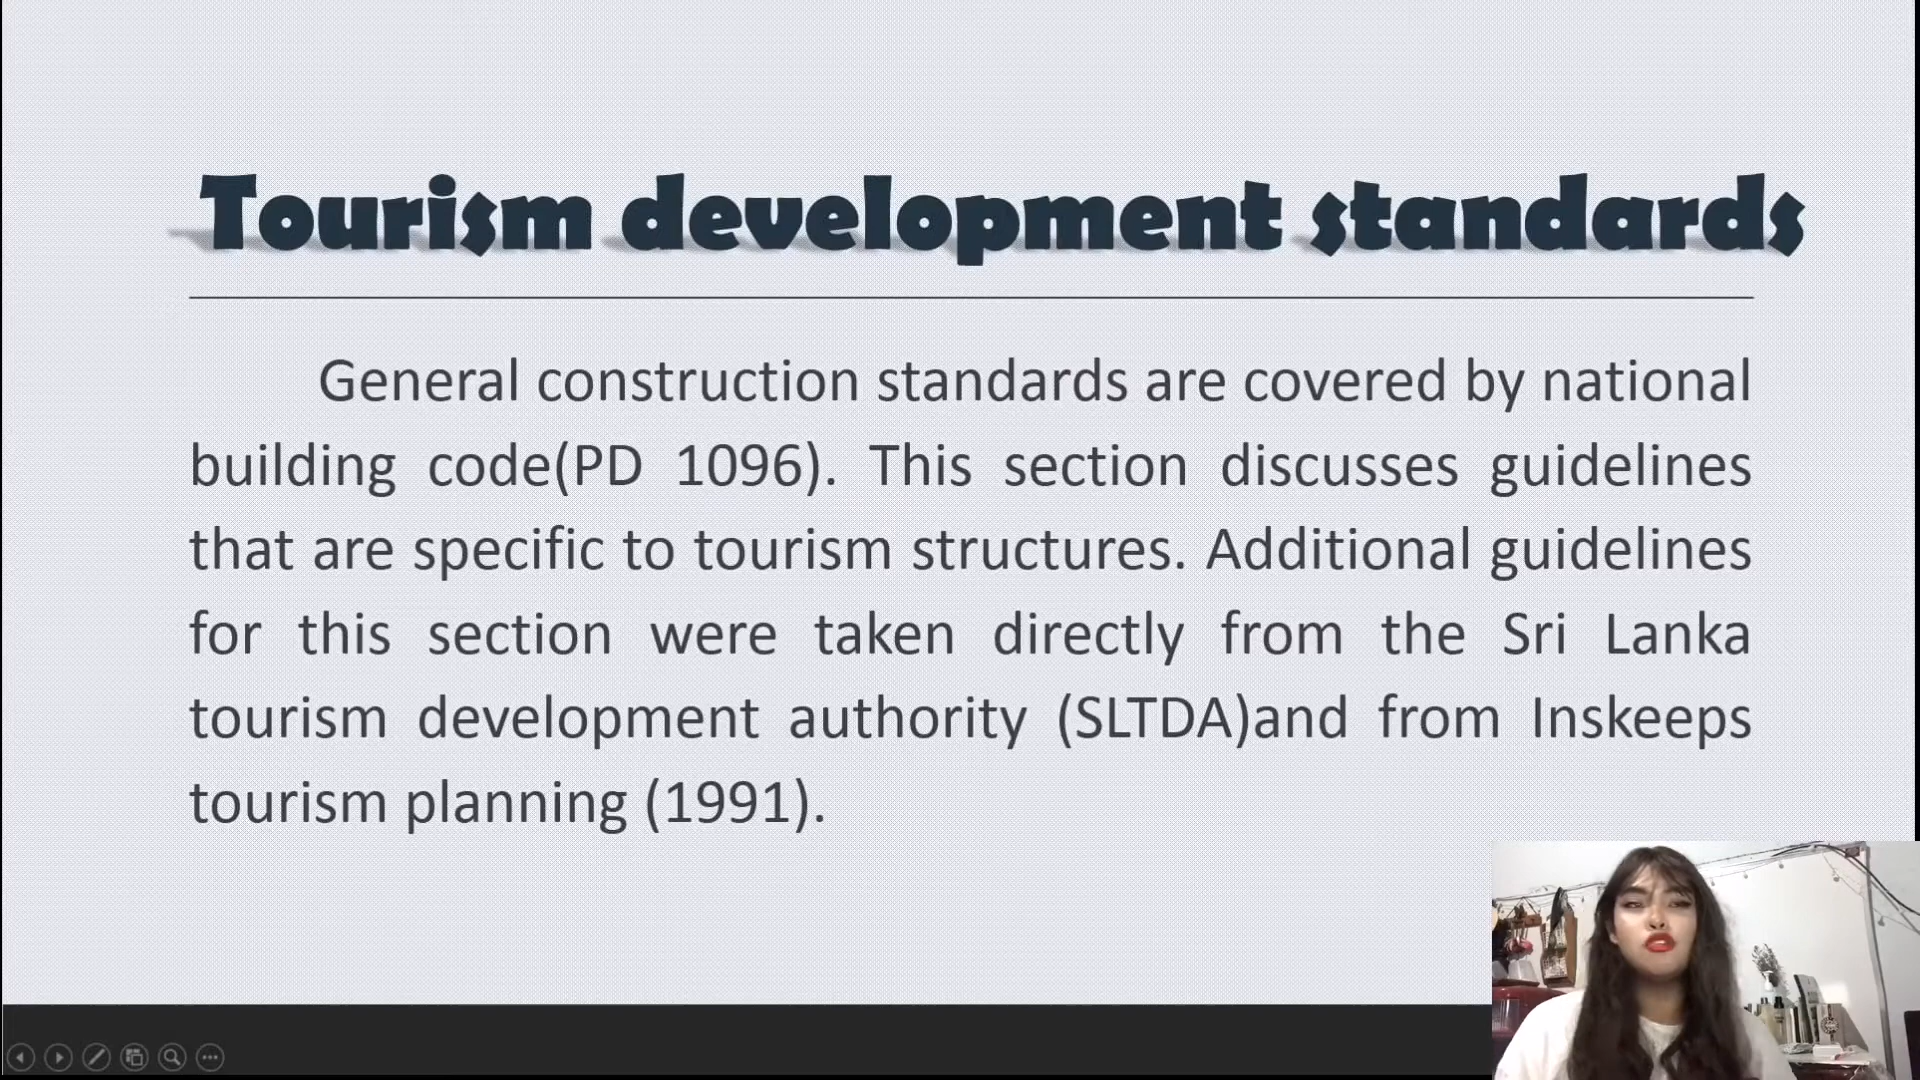 Tourism development standards
General construction standards are covered by national
building code(PD 1096). This section discusses guidelines
that are specific to tourism structures. Additional guidelines
for this section were taken directly from the Sri Lanka
tourism development authority (SLTDA)and from Inskeeps
tourism planning (1991).